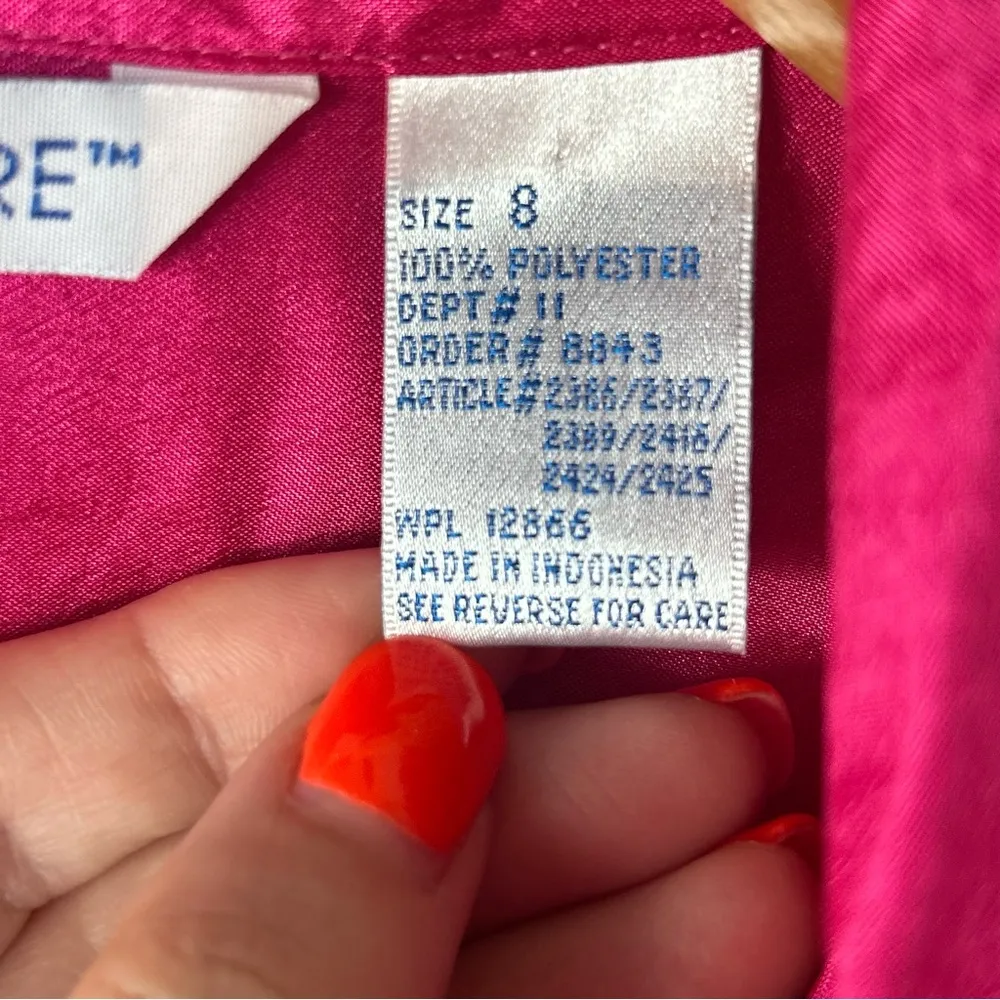 RE™
SIZE 8
100% POLYESTER
DEPT# 11
ORDER# 8843
ARTICLE# 2386/2387/
2389/2416/
2424/2425
WPL 12866
MADE IN INDONESIA
SEE REVERSE FOR CARE